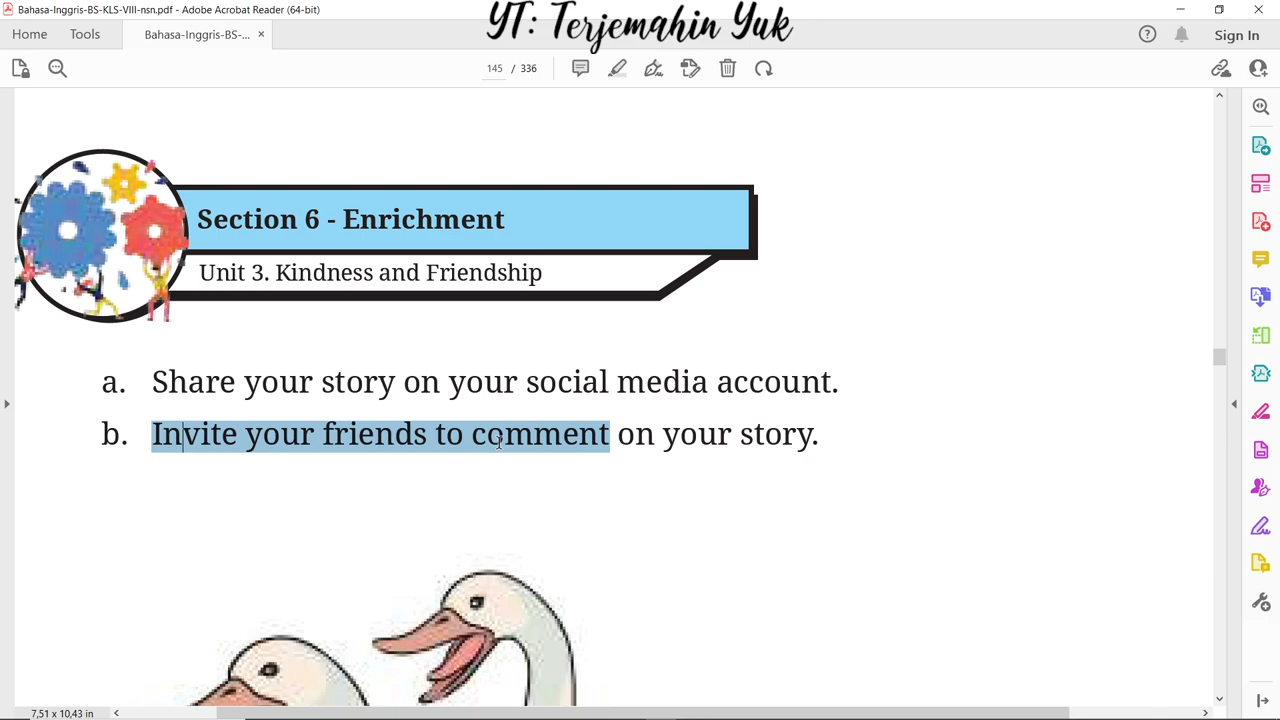 Bahasa-Inggris-BS-KLS-VIII-nsn.pdf - Adobe Acrobat Reader (64-bit)
YT: Terjemahin Yuk
Home
Tools
Bahasa-Inggris-BS-...
Sign In
145 / 336
Section 6 - Enrichment
Unit 3. Kindness and Friendship
a. Share your story on your social media account.
b. Invite your friends to comment on your story.
7,51 x 10,43 in